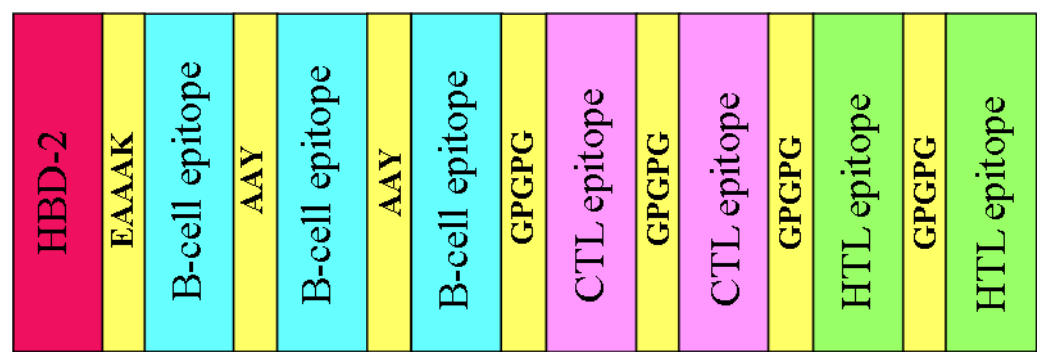 HBD-2
EAAAK
B-cell epitope
AAY
B-cell epitope
AAY
B-cell epitope
GPGPG
CTL epitope
GPGPG
CTL epitope
GPGPG
HTL epitope
GPGPG
HTL epitope